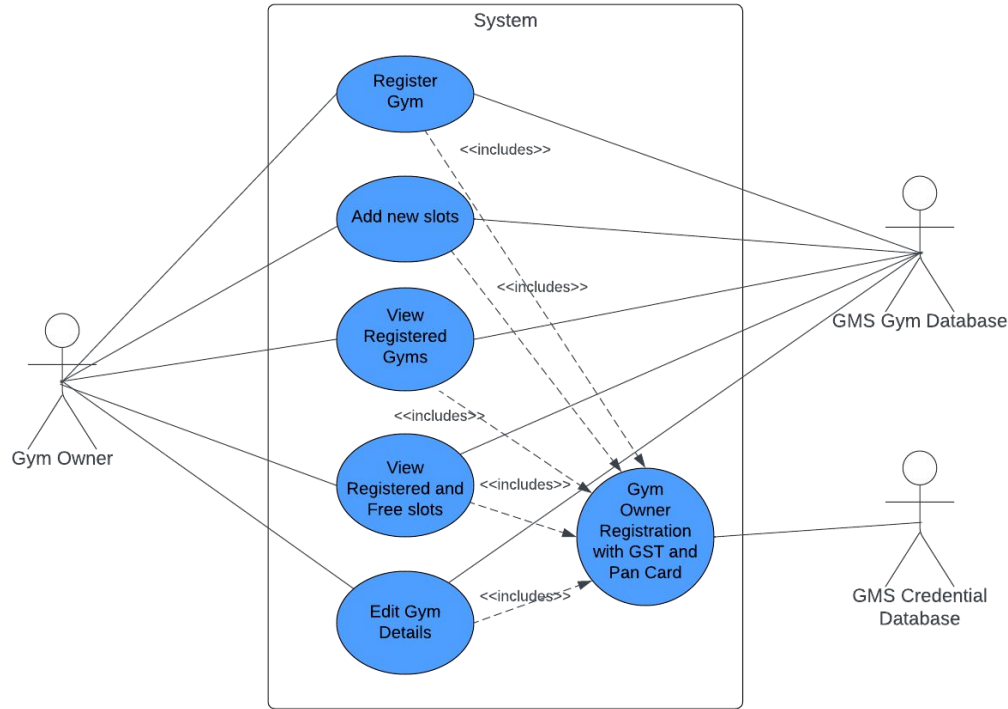 System
Register
Gym
<<includes>>
Add new slots
<<includes>>
View
Registered
Gyms
GMS Gym Database
<<includes>>
Gym Owner
View
Registered and
Free slots
<<includes>>
Gym
Owner
Registration
with GST and
Pan Card
<<includes>>
Edit Gym
Details
GMS Credential
Database